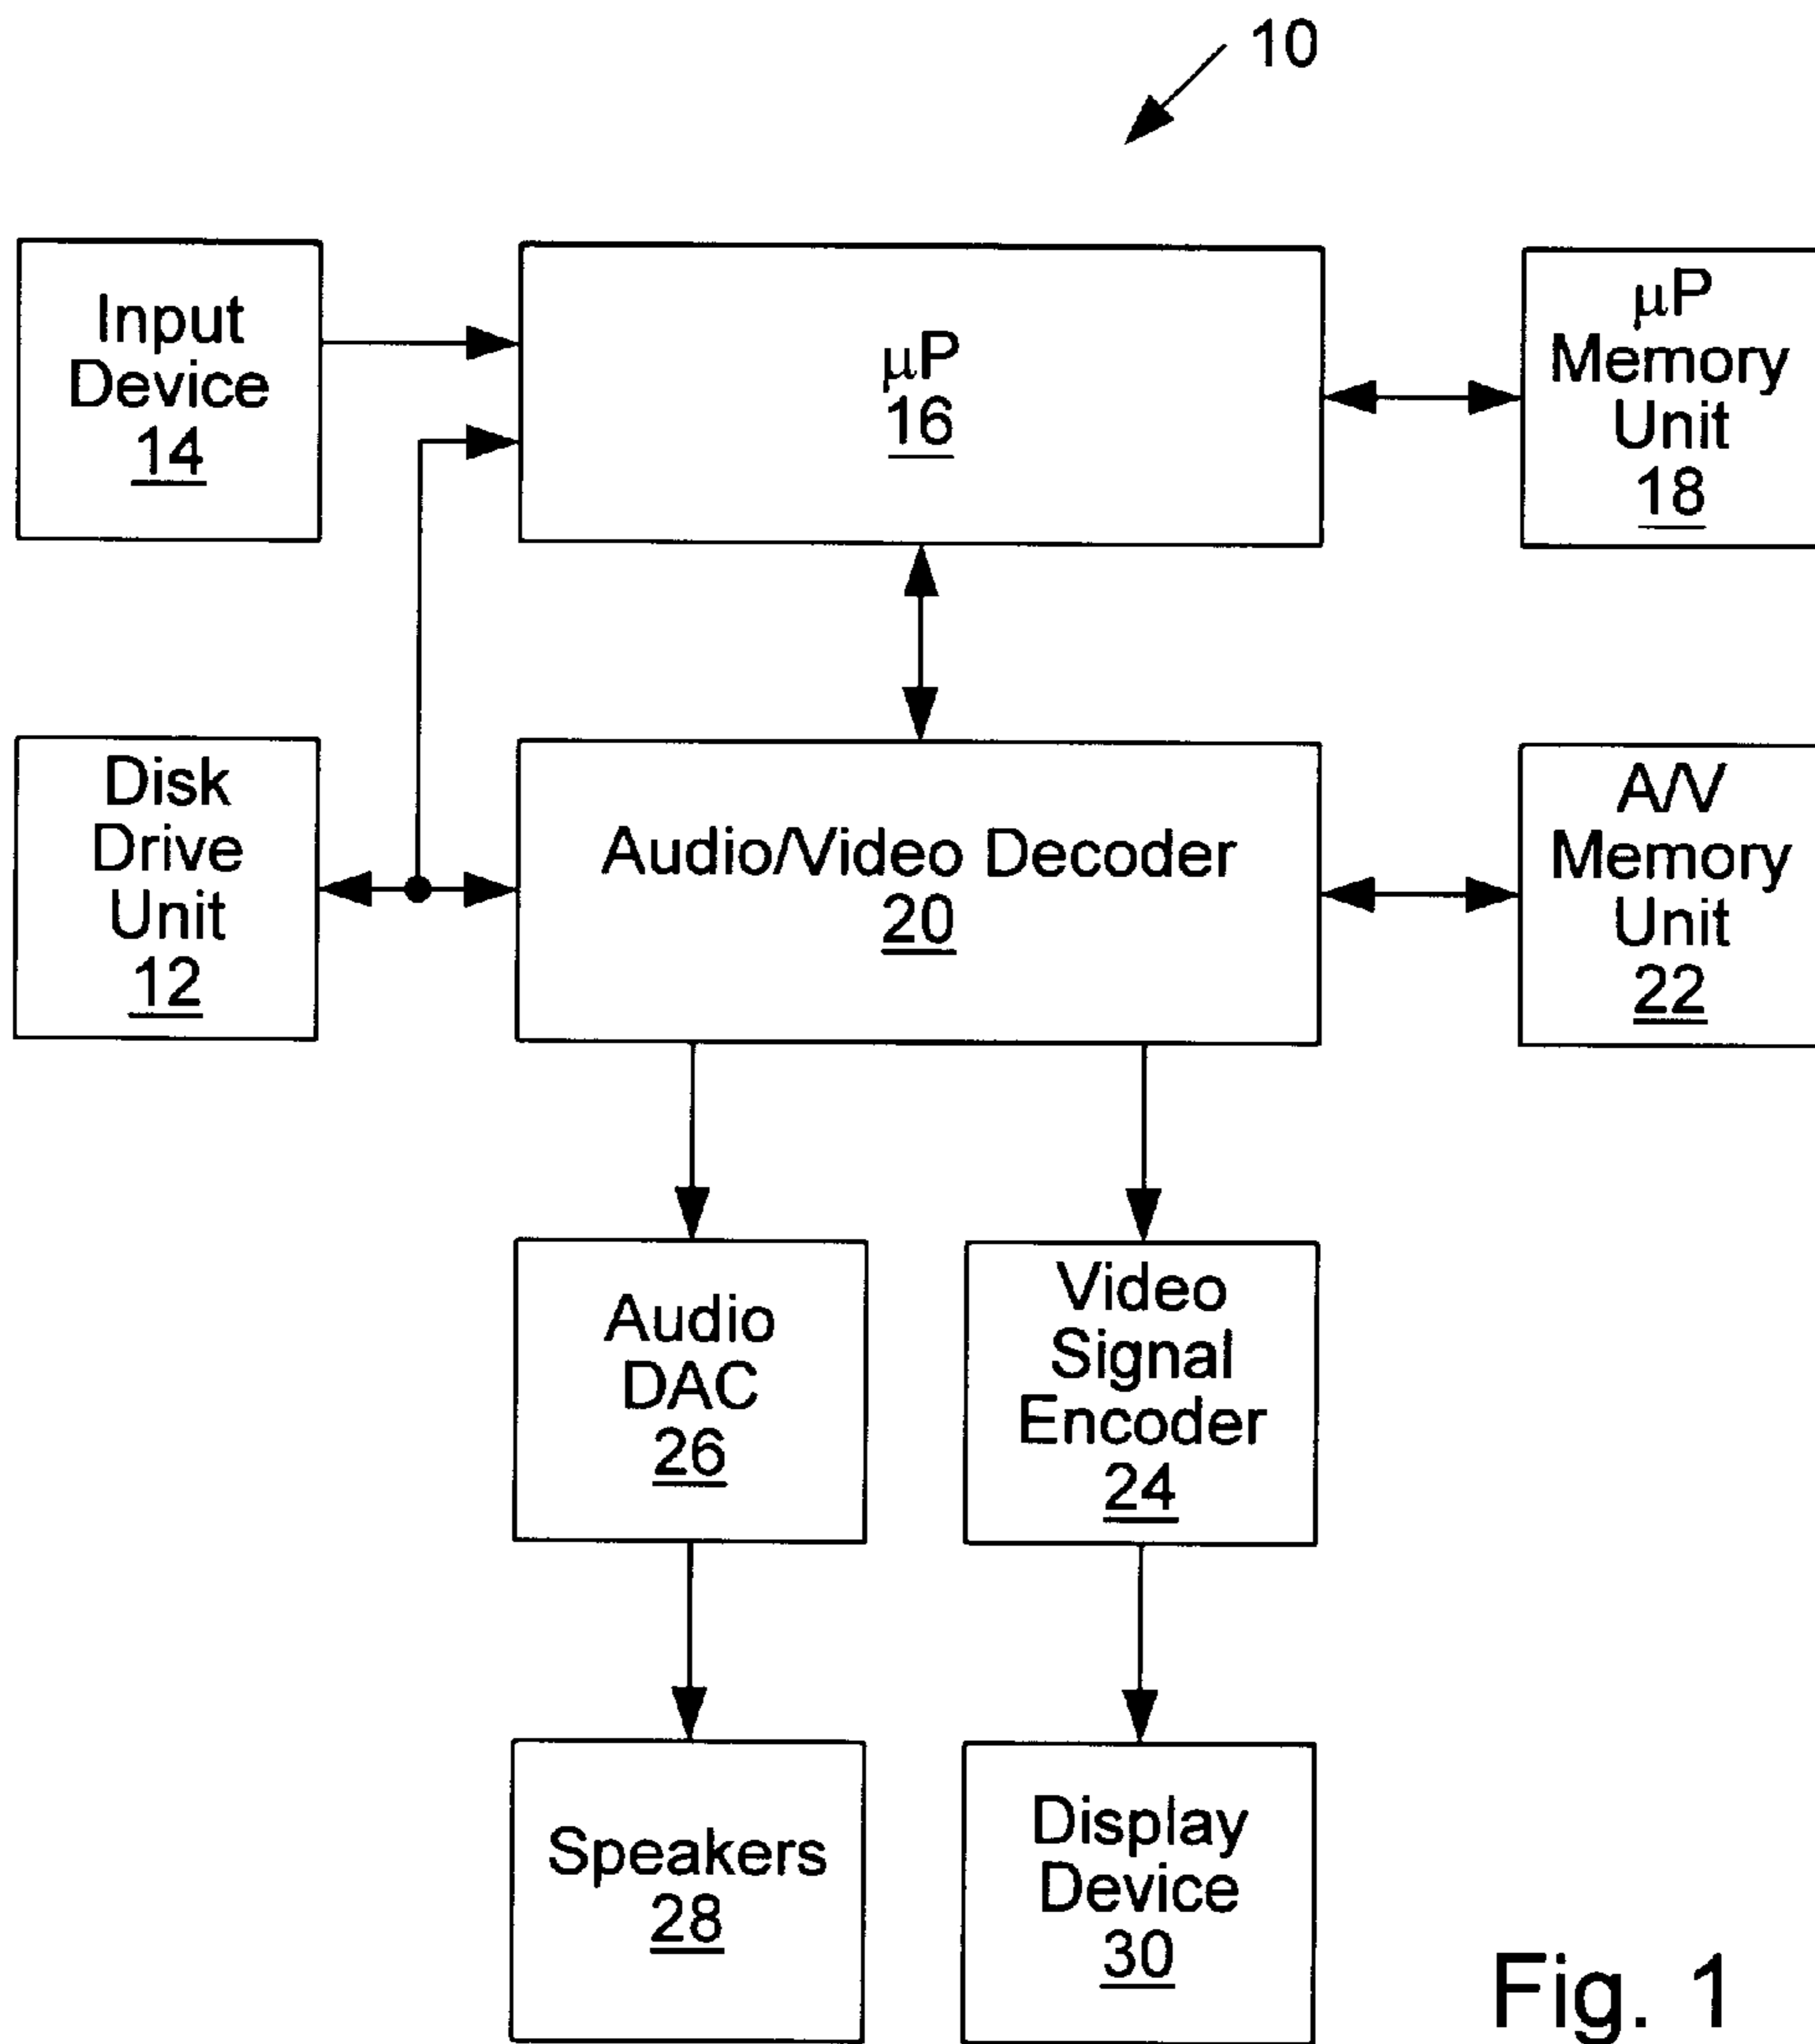 10
Input
Device
14
µP
16
µP
Memory
Unit
18
Disk
Drive
Unit
12
Audio/Video Decoder
20
A/V
Memory
Unit
22
Audio
DAC
26
Video
Signal
Encoder
24
Speakers
28
Display
Device
30
Fig. 1